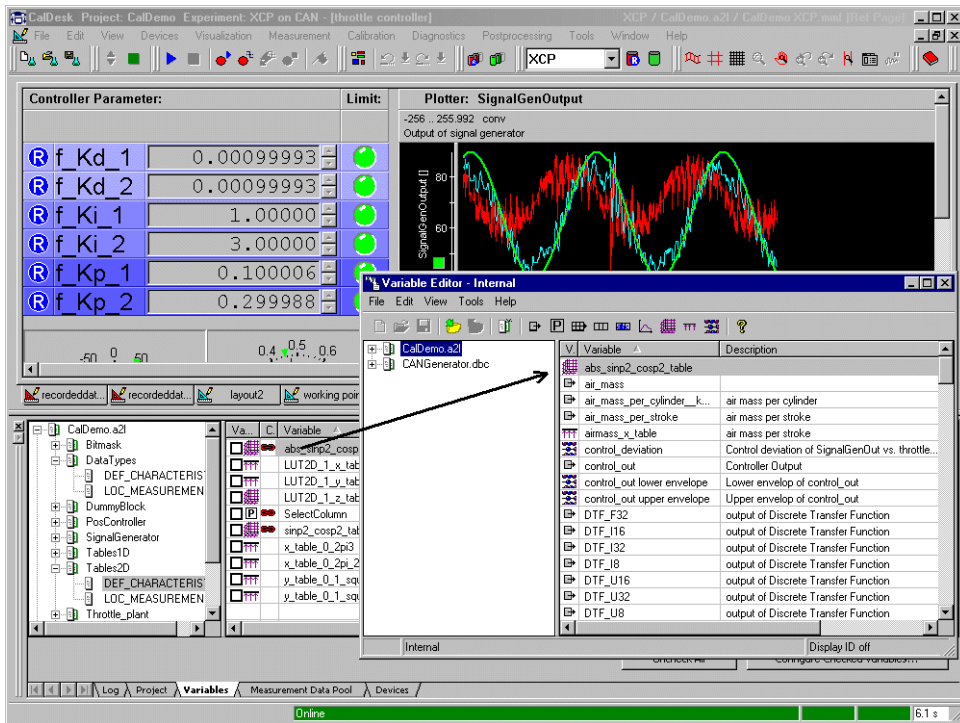 CalDesk Project: CalDemo Experiment: XCP on CAN - [throttle controller] XCP / CalDemo.a2l / CalDemo XCP.mml [Ref Page]
File Edit View Devices Visualization Measurement Calibration Diagnostics Postprocessing Tools Window Help
XCP
Controller Parameter: Limit:
Plotter: SignalGenOutput
-256 .. 255.992 conv
Output of signal generator
R f_Kd_1 0.00099993
R f_Kd_2 0.00099993
R f_Ki_1 1.00000
R f_Ki_2 3.00000
R f_Kp_1 0.100006
R f_Kp_2 0.299988
SignalGenOutput []
80
60
-50 0 50
0.4 0.5 0.6
recordeddat... recordeddat... layout2 working poin
Variable Editor - Internal
File Edit View Tools Help
CalDemo.a2l
CANGenerator.dbc
V Variable Description
abs_sinp2_cosp2_table
air_mass
air_mass_per_cylinder__k... air mass per cylinder
air_mass_per_stroke air mass per stroke
airmass_x_table air mass per stroke
control_deviation Control deviation of SignalGenOut vs. throttle...
control_out Controller Output
control_out lower envelope Lower envelop of control_out
control_out upper envelope Upper envelop of control_out
DTF_F32 output of Discrete Transfer Function
DTF_I16 output of Discrete Transfer Function
DTF_I32 output of Discrete Transfer Function
DTF_I8 output of Discrete Transfer Function
DTF_U16 output of Discrete Transfer Function
DTF_U32 output of Discrete Transfer Function
DTF_U8 output of Discrete Transfer Function
Internal Display ID off
CalDemo.a2l
Bitmask
DataTypes
DEF_CHARACTERIS
LOC_MEASUREMEN
DummyBlock
PosController
SignalGenerator
Tables1D
Tables2D
DEF_CHARACTERIS
LOC_MEASUREMEN
Throttle_plant
Va... C. Variable
abs_sinp2_cosp
LUT2D_1_x_tab
LUT2D_1_y_tab
LUT2D_1_z_tab
P SelectColumn
sinp2_cosp2_tab
x_table_0_2pi3
x_table_0_2pi_2
y_table_0_1_squ
y_table_0_1_squ
Uncheck All Configure Checked Variables...
Log Project Variables Measurement Data Pool Devices
Online 6.1 s